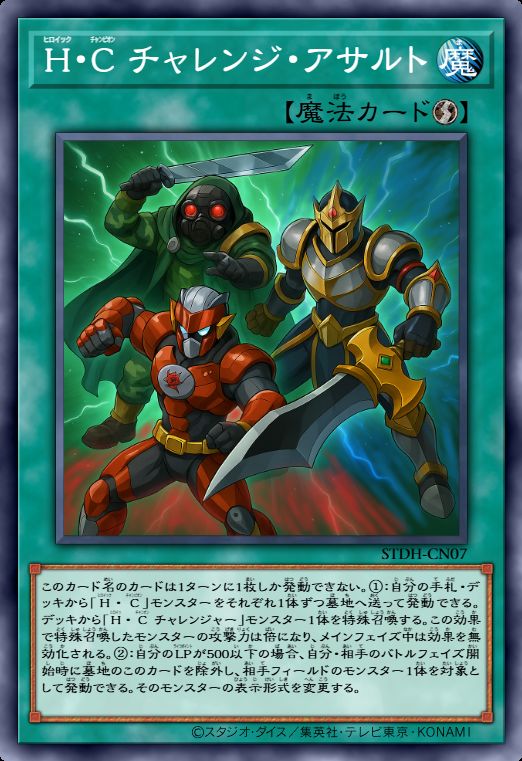 H・C チャレンジ・アサルト
ヒロイック チャンピオン
魔
【魔法カード】
STDH-CN07
このカード名のカードは1ターンに1枚しか発動できない。①:自分の手札・デ
ッキから「H・C」モンスターをそれぞれ1体ずつ墓地へ送って発動できる。
デッキから「H・C チャレンジャー」モンスター1体を特殊召喚する。この効果
で特殊召喚したモンスターの攻撃力は倍になり、メインフェイズ中は効果を無
効化される。②:自分のLPが500以下の場合、自分・相手のバトルフェイズ開
始時に墓地のこのカードを除外し、相手フィールドのモンスター1体を対象と
して発動できる。そのモンスターの表示形式を変更する。
©スタジオ・ダイス/集英社・テレビ東京・KONAMI